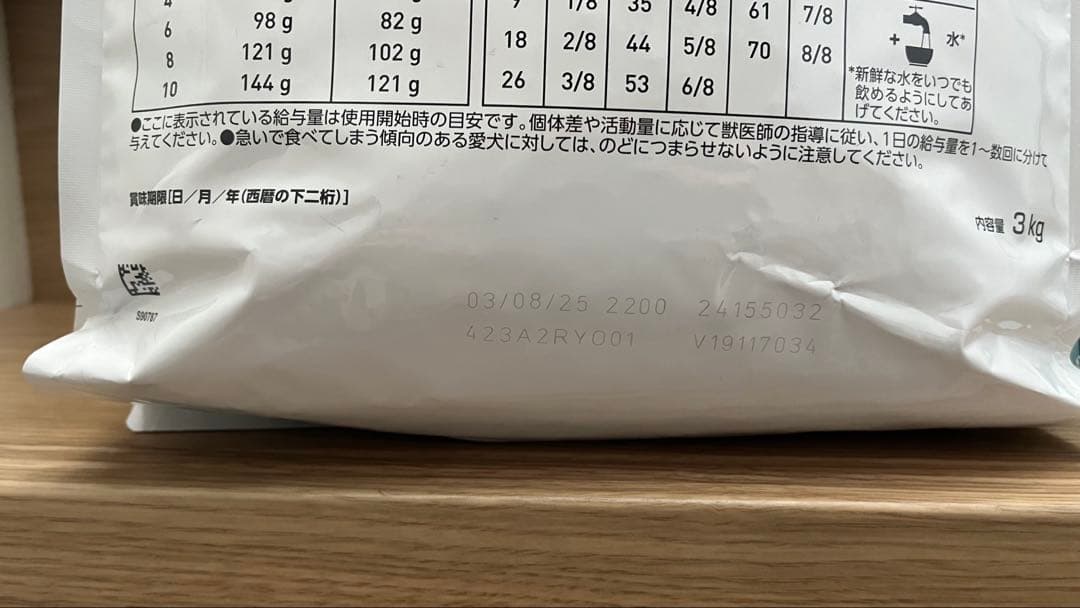 4
6 98 g 82 g
8 121 g 102 g
10 144 g 121 g
9 1/8 35 4/8 61 7/8
18 2/8 44 5/8 70 8/8
26 3/8 53 6/8
+ 水*
*新鮮な水をいつでも
飲めるようにしてあ
げてください。
●ここに表示されている給与量は使用開始時の目安です。個体差や活動量に応じて獣医師の指導に従い、1日の給与量を1〜数回に分けて
与えてください。●急いで食べてしまう傾向のある愛犬に対しては、のどにつまらせないように注意してください。
賞味期限[日/月/年(西暦の下二桁)]
内容量 3kg
S90787
03/08/25 2200 24155032
423A2RY001 V19117034